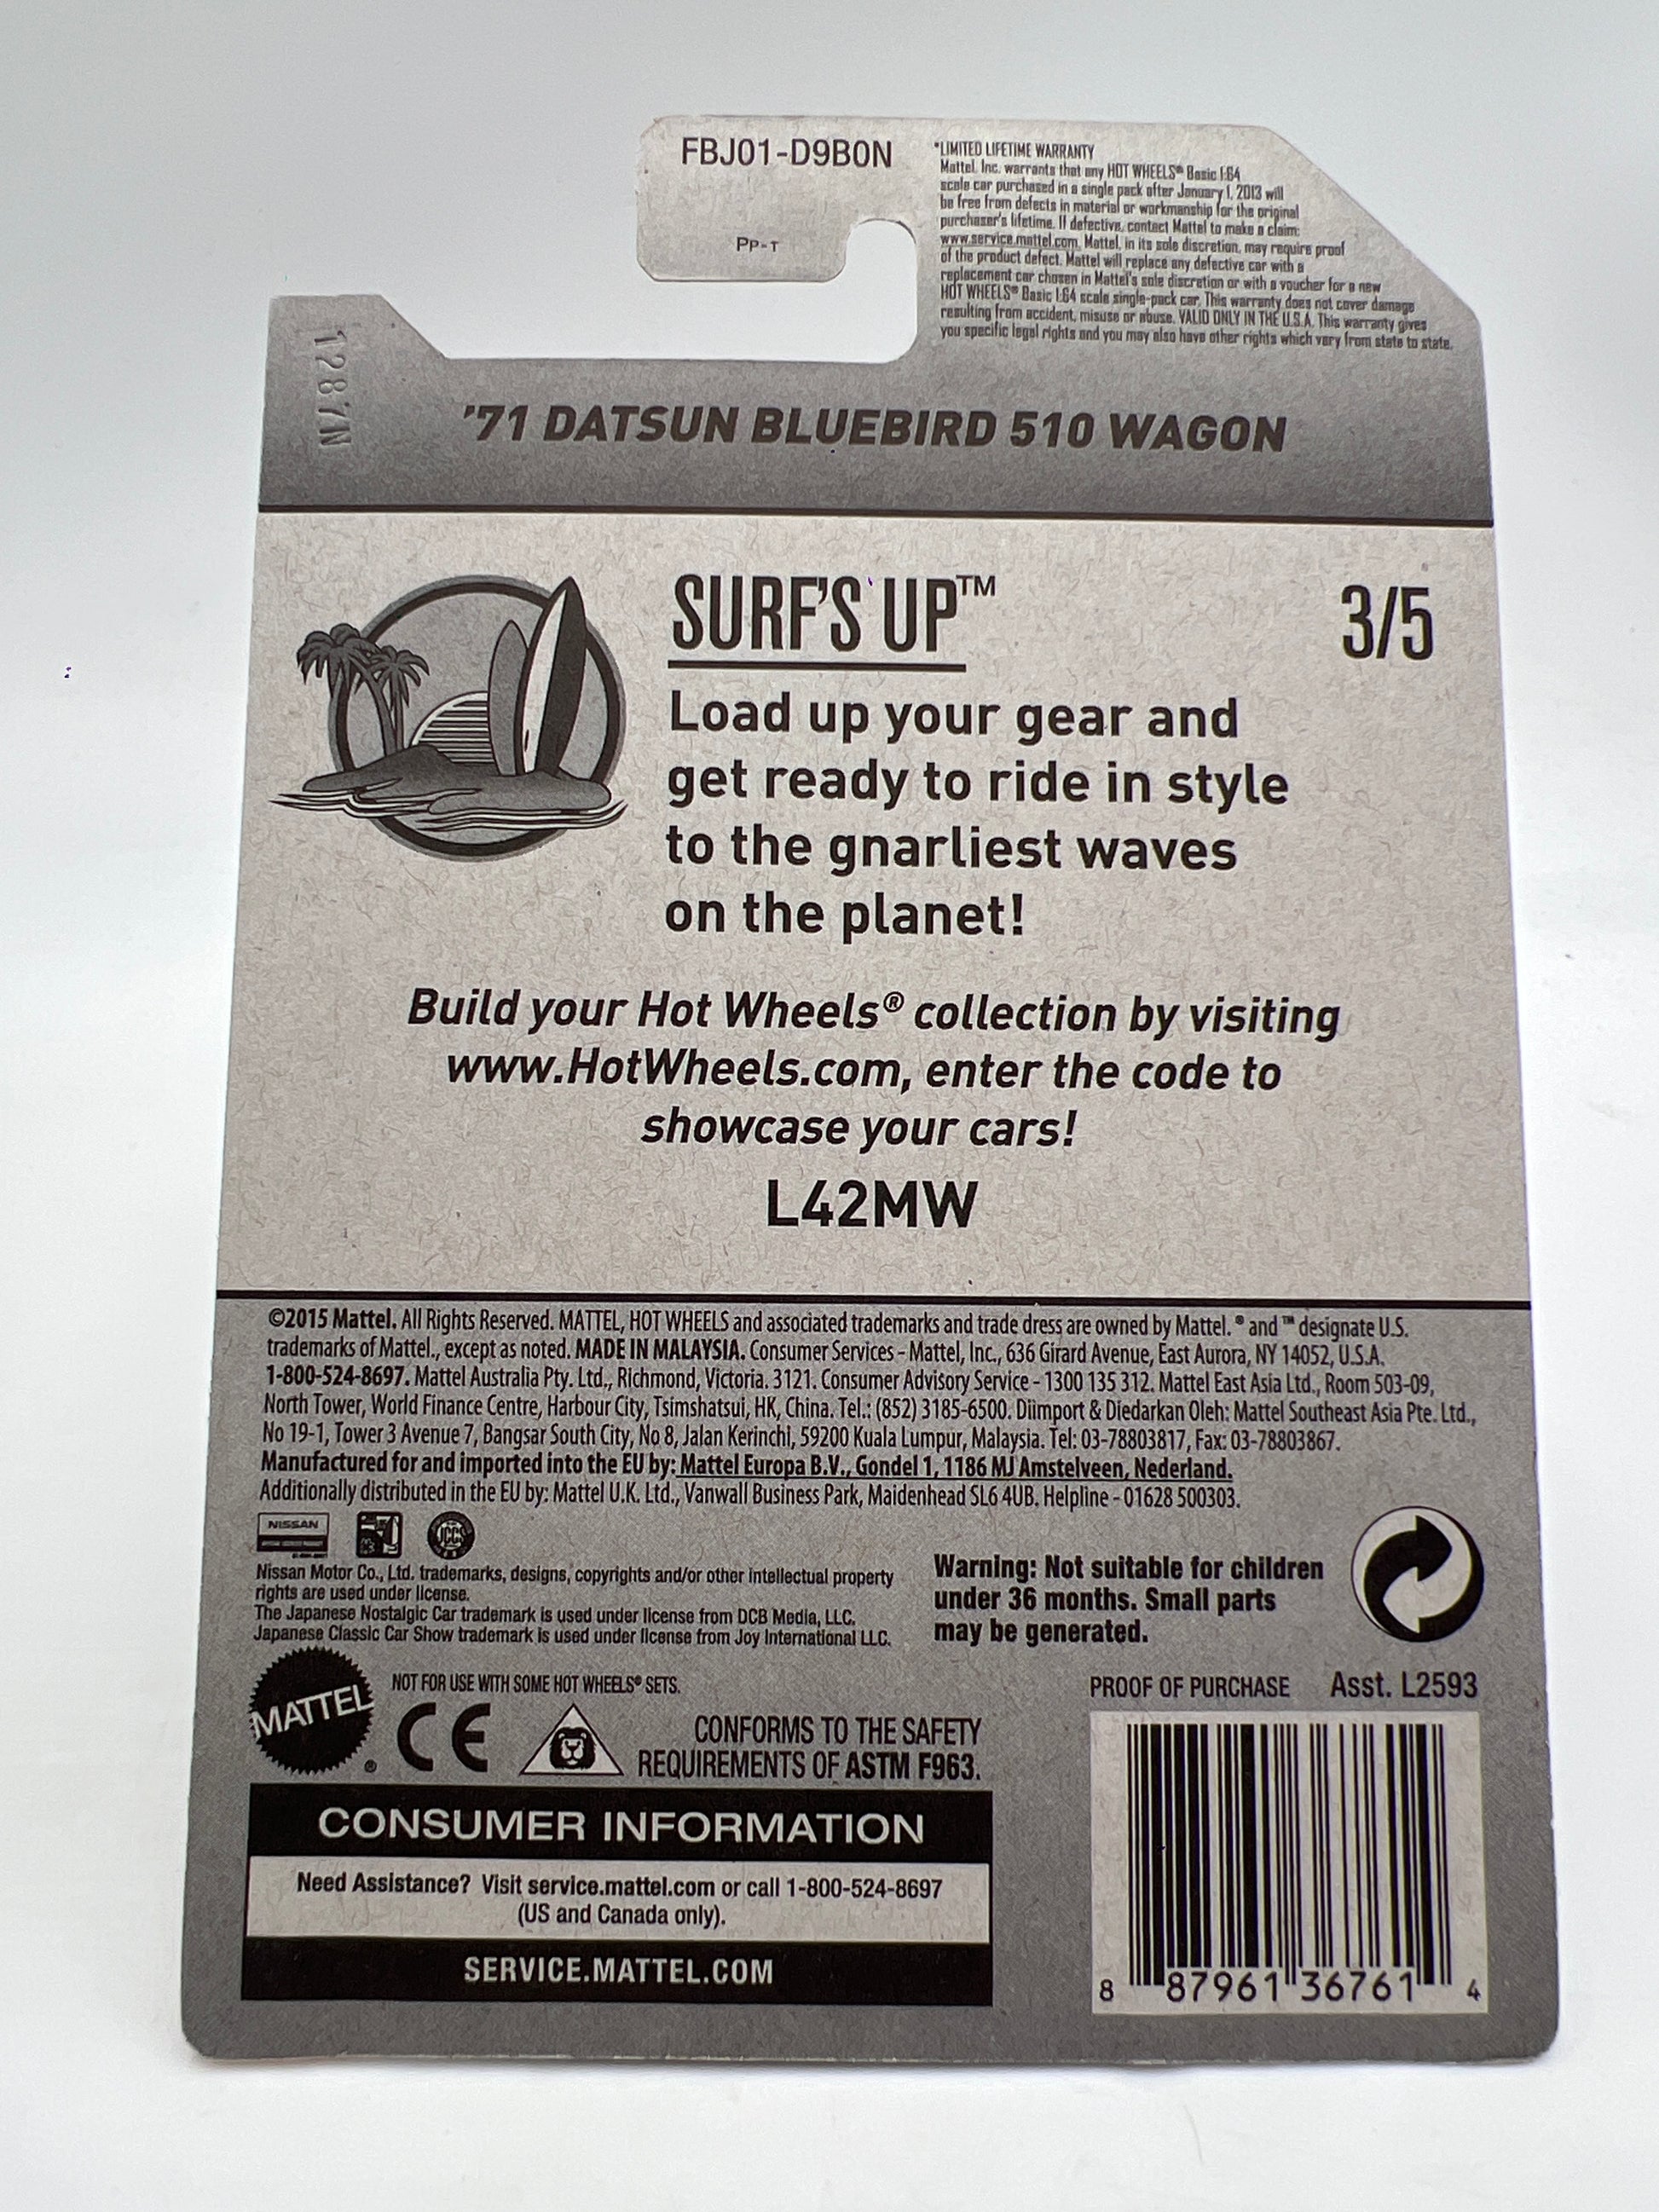 FBJ01-D9B0N
PP-T
*LIMITED LIFETIME WARRANTY
Mattel, Inc. warrants that any HOT WHEELS® Basic 1:64
scale car purchased in a single pack after January 1, 2013 will
be free from defects in material or workmanship for the original
purchaser's lifetime. If defective, contact Mattel to make a claim:
www.service.mattel.com. Mattel, in its sole discretion, may require proof
of the product defect. Mattel will replace any defective car with a
replacement car chosen in Mattel's sole discretion or with a voucher for a new
HOT WHEELS® Basic 1:64 scale single-pack car. This warranty does not cover damage
resulting from accident, misuse or abuse. VALID ONLY IN THE U.S.A. This warranty gives
you specific legal rights and you may also have other rights which vary from state to state.
1287N
'71 DATSUN BLUEBIRD 510 WAGON
SURF'S UP™
3/5
Load up your gear and
get ready to ride in style
to the gnarliest waves
on the planet!
Build your Hot Wheels® collection by visiting
www.HotWheels.com, enter the code to
showcase your cars!
L42MW
©2015 Mattel. All Rights Reserved. MATTEL, HOT WHEELS and associated trademarks and trade dress are owned by Mattel. ® and ™ designate U.S.
trademarks of Mattel., except as noted. MADE IN MALAYSIA. Consumer Services - Mattel, Inc., 636 Girard Avenue, East Aurora, NY 14052, U.S.A.
1-800-524-8697. Mattel Australia Pty. Ltd., Richmond, Victoria. 3121. Consumer Advisory Service - 1300 135 312. Mattel East Asia Ltd., Room 503-09,
North Tower, World Finance Centre, Harbour City, Tsimshatsui, HK, China. Tel.: (852) 3185-6500. Diimport & Diedarkan Oleh: Mattel Southeast Asia Pte. Ltd.,
No 19-1, Tower 3 Avenue 7, Bangsar South City, No 8, Jalan Kerinchi, 59200 Kuala Lumpur, Malaysia. Tel: 03-78803817, Fax: 03-78803867.
Manufactured for and imported into the EU by: Mattel Europa B.V., Gondel 1, 1186 MJ Amstelveen, Nederland.
Additionally distributed in the EU by: Mattel U.K. Ltd., Vanwall Business Park, Maidenhead SL6 4UB. Helpline - 01628 500303.
NISSAN
JCCS
Nissan Motor Co., Ltd. trademarks, designs, copyrights and/or other intellectual property
rights are used under license.
The Japanese Nostalgic Car trademark is used under license from DCB Media, LLC.
Japanese Classic Car Show trademark is used under license from Joy International LLC.
Warning: Not suitable for children
under 36 months. Small parts
may be generated.
MATTEL®
NOT FOR USE WITH SOME HOT WHEELS® SETS.
CE
CONFORMS TO THE SAFETY
REQUIREMENTS OF ASTM F963.
PROOF OF PURCHASE Asst. L2593
CONSUMER INFORMATION
Need Assistance? Visit service.mattel.com or call 1-800-524-8697
(US and Canada only).
SERVICE.MATTEL.COM
8 87961 36761 4